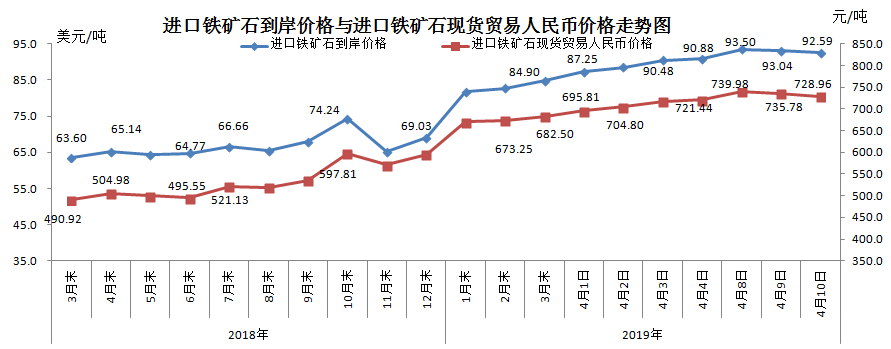 进口铁矿石到岸价格与进口铁矿石现货贸易人民币价格走势图
美元/吨
元/吨
进口铁矿石到岸价格
进口铁矿石现货贸易人民币价格
95.0
85.0
75.0
65.0
55.0
45.0
35.0
850.0
800.0
750.0
700.0
650.0
600.0
550.0
500.0
450.0
400.0
350.0
63.60
65.14
64.77
66.66
74.24
69.03
84.90
87.25
90.48
90.88
93.50
93.04
92.59
490.92
504.98
495.55
521.13
597.81
673.25
682.50
695.81
704.80
721.44
739.98
735.78
728.96
3月末
4月末
5月末
6月末
7月末
8月末
9月末
10月末
11月末
12月末
1月末
2月末
3月末
4月1日
4月2日
4月3日
4月4日
4月8日
4月9日
4月10日
2018年
2019年